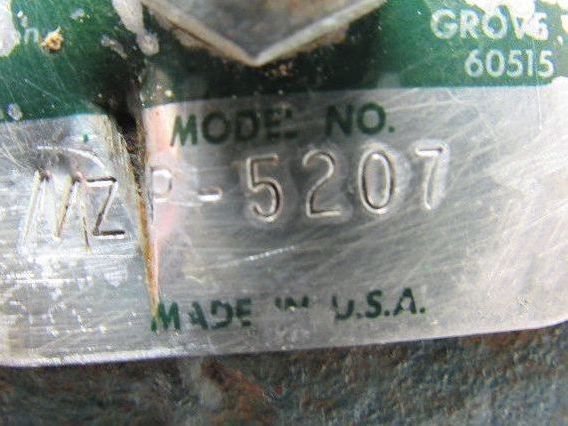 GROVE
60515
MODEL NO.
MZP-5207
MADE IN U.S.A.